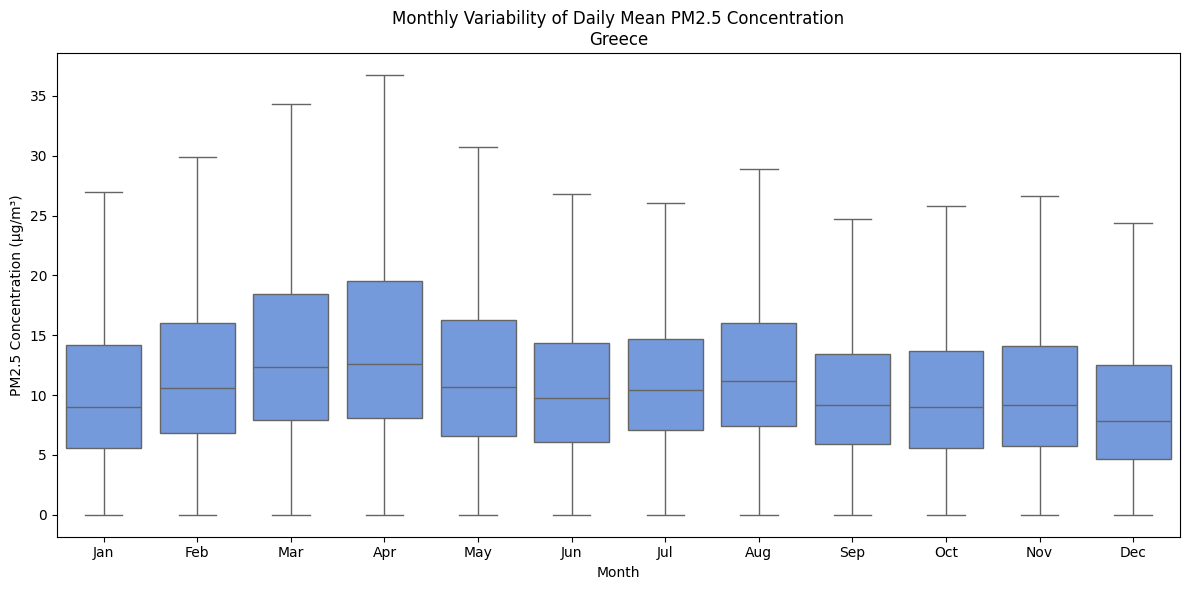 Monthly Variability of Daily Mean PM2.5 Concentration
Greece
PM2.5 Concentration (µg/m³)
35
30
25
20
15
10
5
0
Jan Feb Mar Apr May Jun Jul Aug Sep Oct Nov Dec
Month